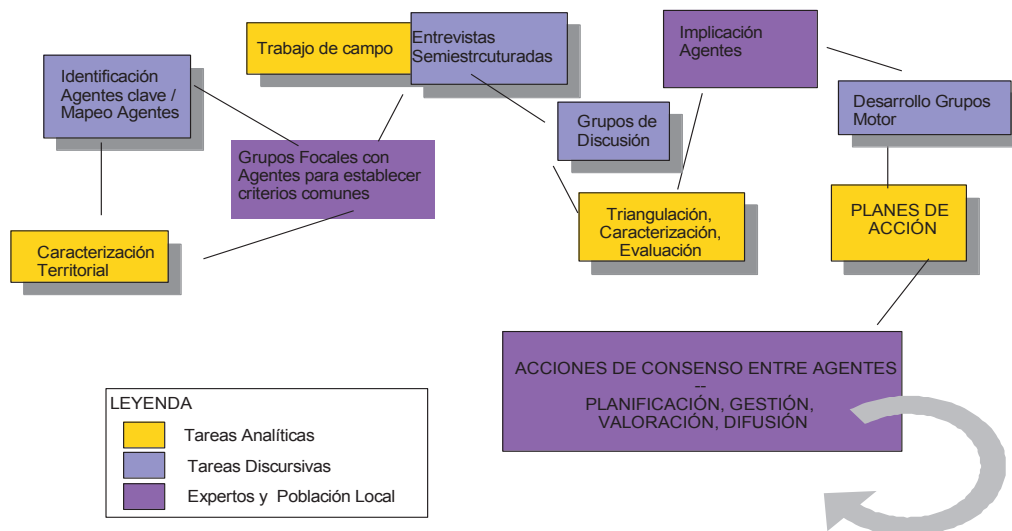 Trabajo de campo
Entrevistas
Semiestrcuturadas
Implicación
Agentes
Identificación
Agentes clave /
Mapeo Agentes
Desarrollo Grupos
Motor
Grupos de
Discusión
Grupos Focales con
Agentes para establecer
criterios comunes
Triangulación,
Caracterización,
Evaluación
PLANES DE
ACCIÓN
Caracterización
Territorial
ACCIONES DE CONSENSO ENTRE AGENTES
--
PLANIFICACIÓN, GESTIÓN,
VALORACIÓN, DIFUSIÓN
LEYENDA
Tareas Analíticas
Tareas Discursivas
Expertos y Población Local